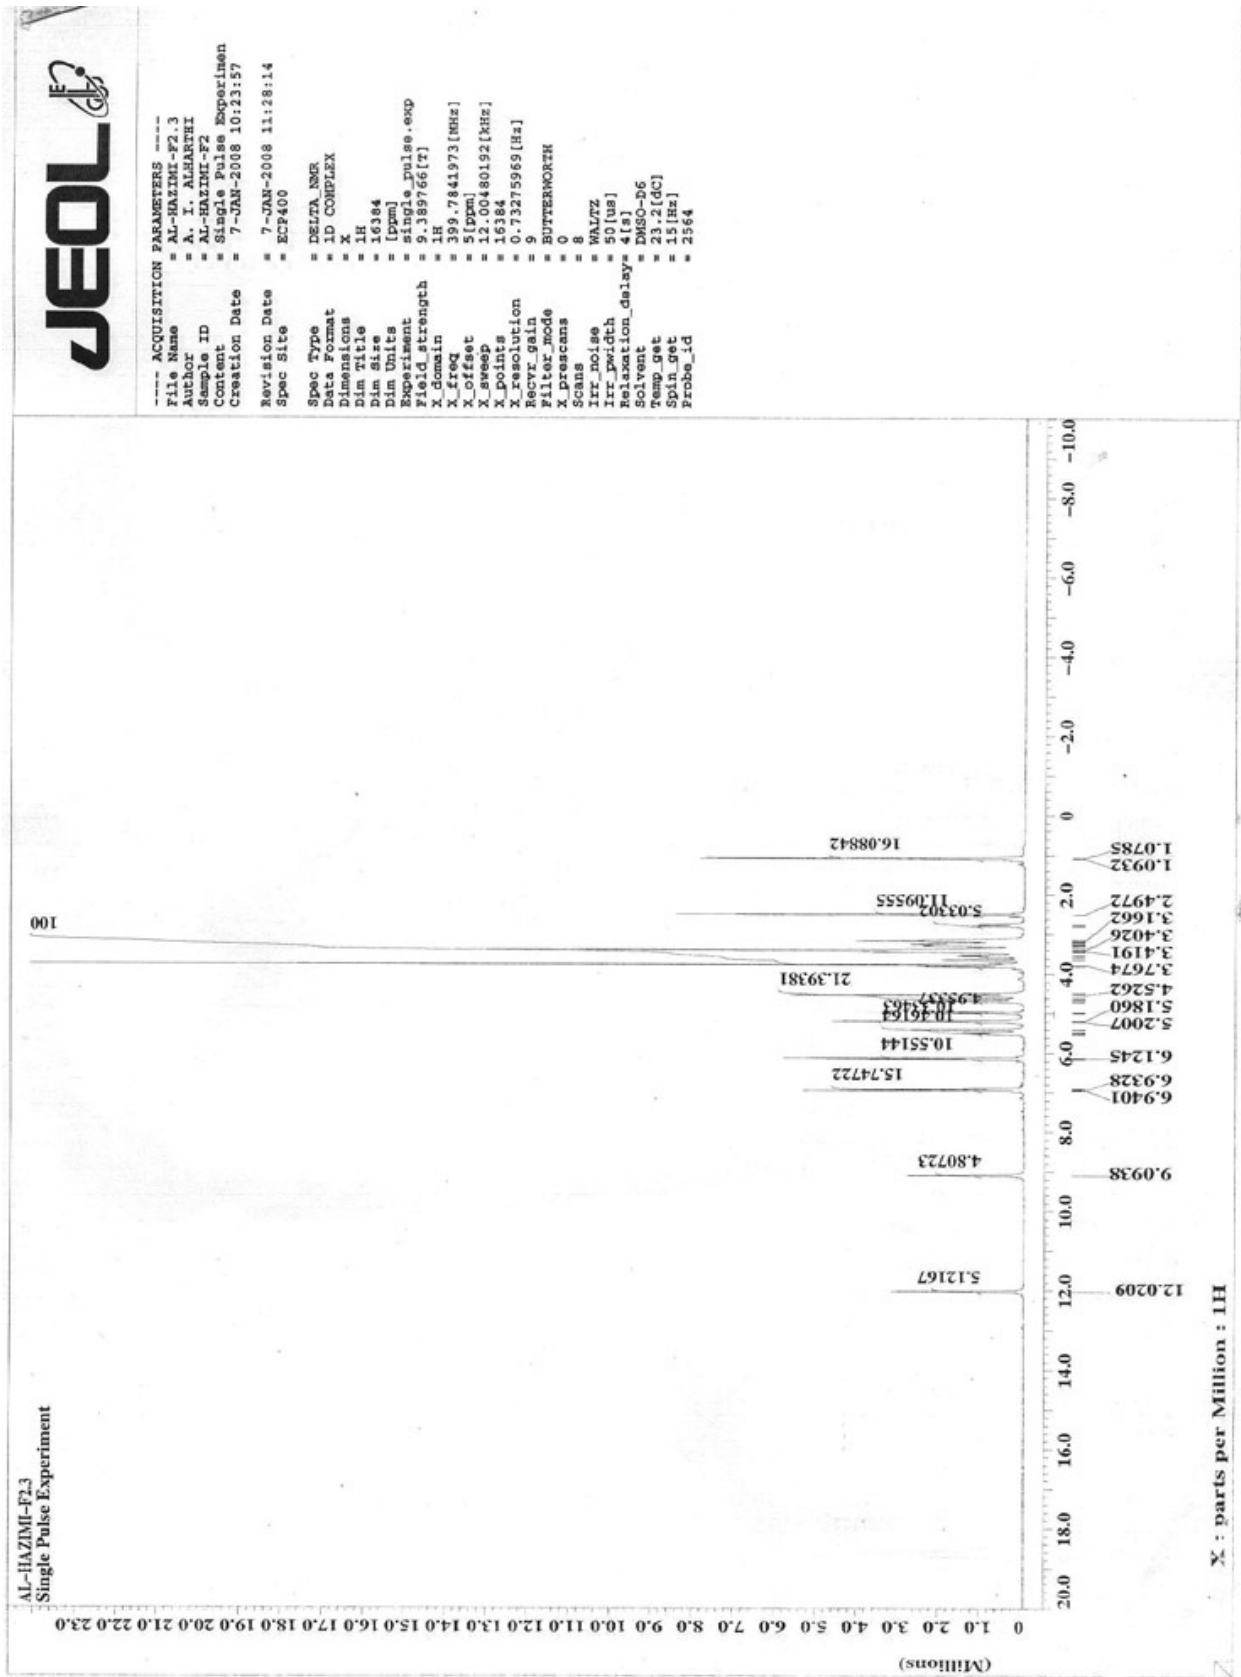 JEOL
---- ACQUISITION PARAMETERS ----
File Name = AL-HAZIMI-F2.3
Author = A. I. ALHARTHI
Sample ID = AL-HAZIMI-F2
Content = Single Pulse Experimen
Creation Date = 7-JAN-2008 10:23:57
Revision Date = 7-JAN-2008 11:28:14
Spec Site = ECP400
Spec Type = DELTA_NMR
Data Format = 1D COMPLEX
Dimensions = X
Dim Title = 1H
Dim Size = 16384
Dim Units = [ppm]
Experiment = single_pulse.exp
Field_strength = 9.389766[T]
X_domain = 1H
X_freq = 399.7841973[MHz]
X_offset = 5[ppm]
X_sweep = 12.00480192[kHz]
X_points = 16384
X_resolution = 0.73275969[Hz]
Recvr_gain = 9
Filter_mode = BUTTERWORTH
X_prescans = 0
Scans = 8
Irr_noise = WALTZ
Irr_pwidth = 50[us]
Relaxation_delay= 4[s]
Solvent = DMSO-D6
Temp_get = 23.2[dC]
Spin_get = 15[Hz]
Probe_id = 2564
AL-HAZIMI-F2.3
Single Pulse Experiment
(Millions)
0 1.0 2.0 3.0 4.0 5.0 6.0 7.0 8.0 9.0 10.0 11.0 12.0 13.0 14.0 15.0 16.0 17.0 18.0 19.0 20.0 21.0 22.0 23.0
100
5.12167
4.80723
15.74722
10.55144
10.46164
10.33463
4.95337
21.39381
5.03302
11.09555
16.08842
20.0 18.0 16.0 14.0 12.0 10.0 8.0 6.0 4.0 2.0 0 -2.0 -4.0 -6.0 -8.0 -10.0
12.0209
9.0938
6.9401
6.9328
6.1245
5.2007
5.1860
4.5262
3.7674
3.4191
3.4026
3.1662
2.4972
1.0932
1.0785
X : parts per Million : 1H